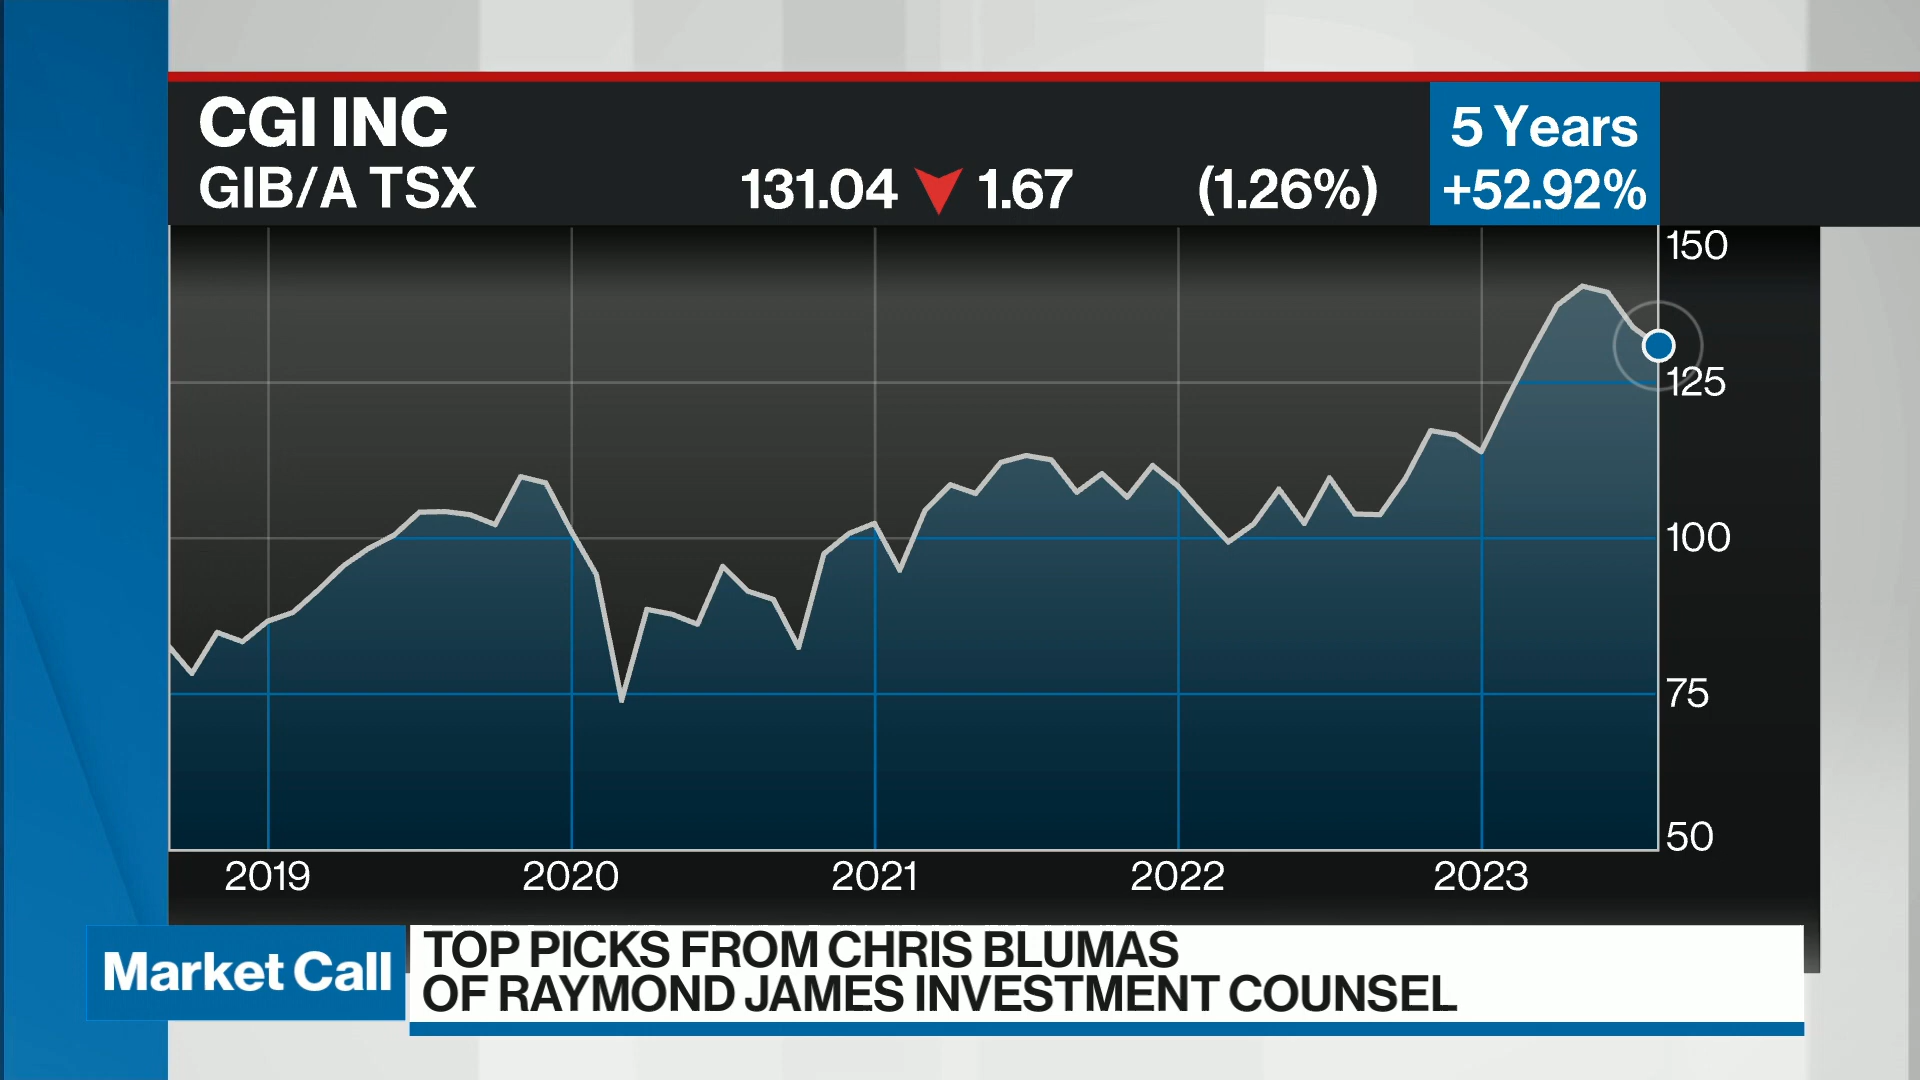 CGI INC
GIB/A TSX
131.04 ▼ 1.67 (1.26%)
5 Years
+52.92%
150
125
100
75
50
2019 2020 2021 2022 2023
Market Call
TOP PICKS FROM CHRIS BLUMAS
OF RAYMOND JAMES INVESTMENT COUNSEL